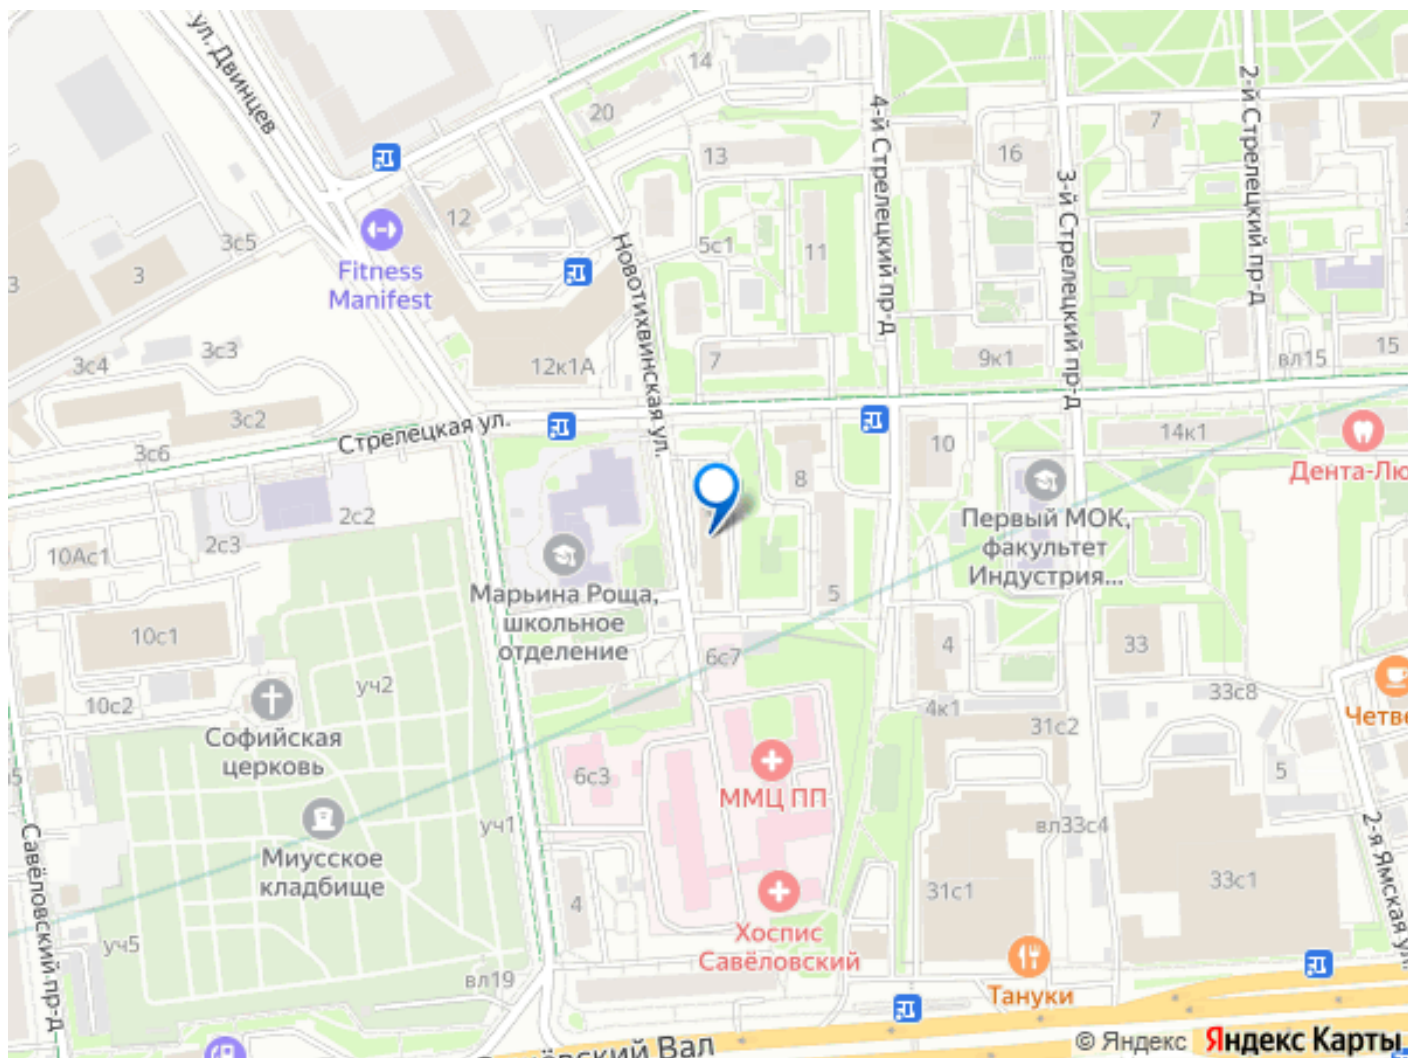 ул. Двинцев
14
20
13
16
7
4-й Стрелецкий пр-д
3-й Стрелецкий пр-д
2-й Стрелецкий пр-д
12
3с5
3
3
Fitness
Manifest
Новотихвинская ул.
5с1
11
3с3
3с4
12к1А
7
9к1
вл15
15
3с2
3с6
Стрелецкая ул.
10
14к1
8
Дента-Лю
2с2
2с3
10Ас1
Первый МОК,
факультет
Индустрия...
Марьина Роща,
школьное
отделение
5
10с1
4
33
6с7
уч2
10с2
33с8
4к1
31с2
Четве
Софийская
церковь
6с3
5
ММЦ ПП
уч1
вл33с4
Миусское
кладбище
Савёловский пр-д
2-я Ямская ул.
31с1
33с1
4
уч5
Хоспис
Савёловский
вл19
Тануки
© Яндекс Яндекс Карты